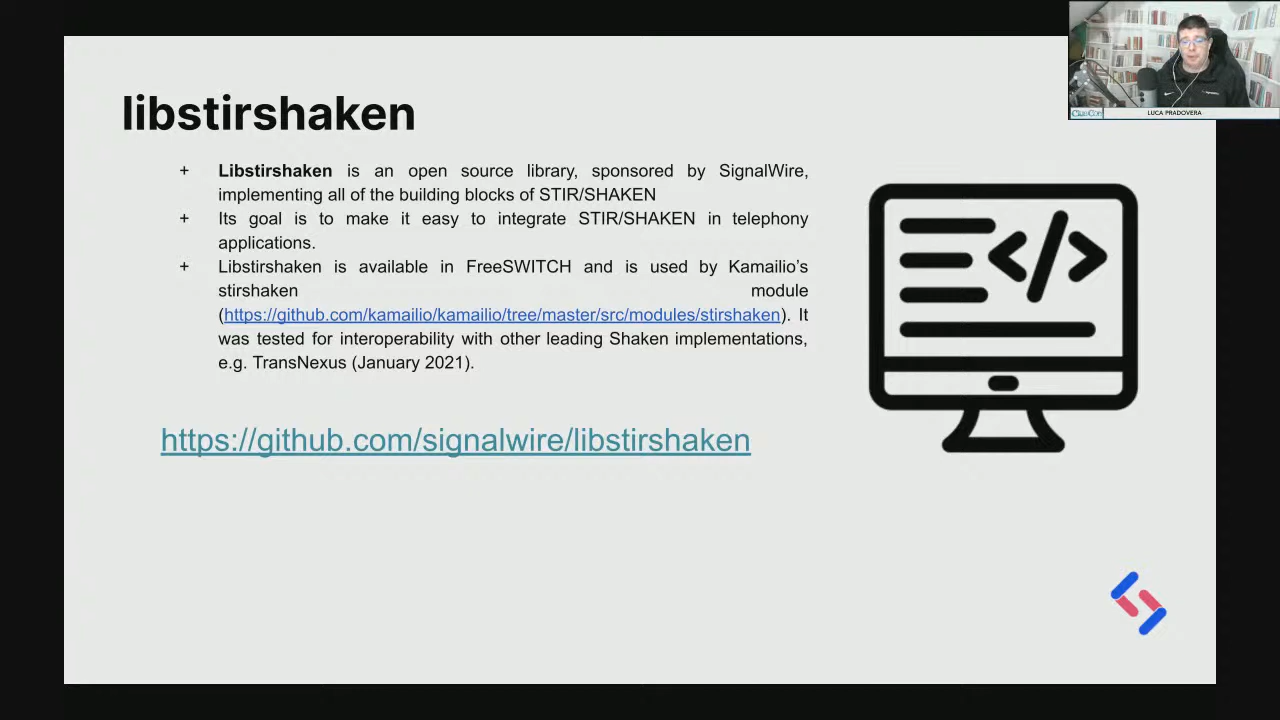 libstirshaken
+ Libstirshaken is an open source library, sponsored by SignalWire,
implementing all of the building blocks of STIR/SHAKEN
+ Its goal is to make it easy to integrate STIR/SHAKEN in telephony
applications.
+ Libstirshaken is available in FreeSWITCH and is used by Kamailio’s
stirshaken module
(https://github.com/kamailio/kamailio/tree/master/src/modules/stirshaken). It
was tested for interoperability with other leading Shaken implementations,
e.g. TransNexus (January 2021).
https://github.com/signalwire/libstirshaken
ClueCon
LUCA PRADOVERA